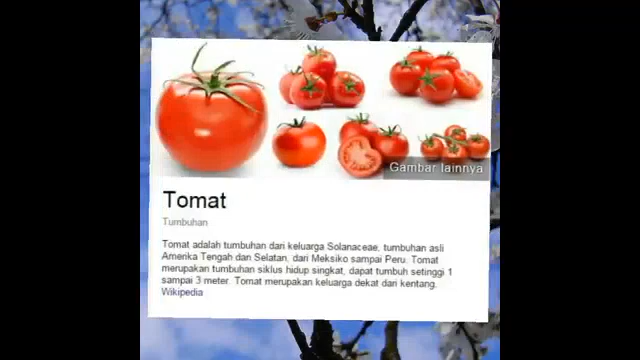 Gambar lainnya
Tomat
Tumbuhan
Tomat adalah tumbuhan dari keluarga Solanaceae, tumbuhan asli
Amerika Tengah dan Selatan, dari Meksiko sampai Peru. Tomat
merupakan tumbuhan siklus hidup singkat, dapat tumbuh setinggi 1
sampai 3 meter. Tomat merupakan keluarga dekat dari kentang.
Wikipedia